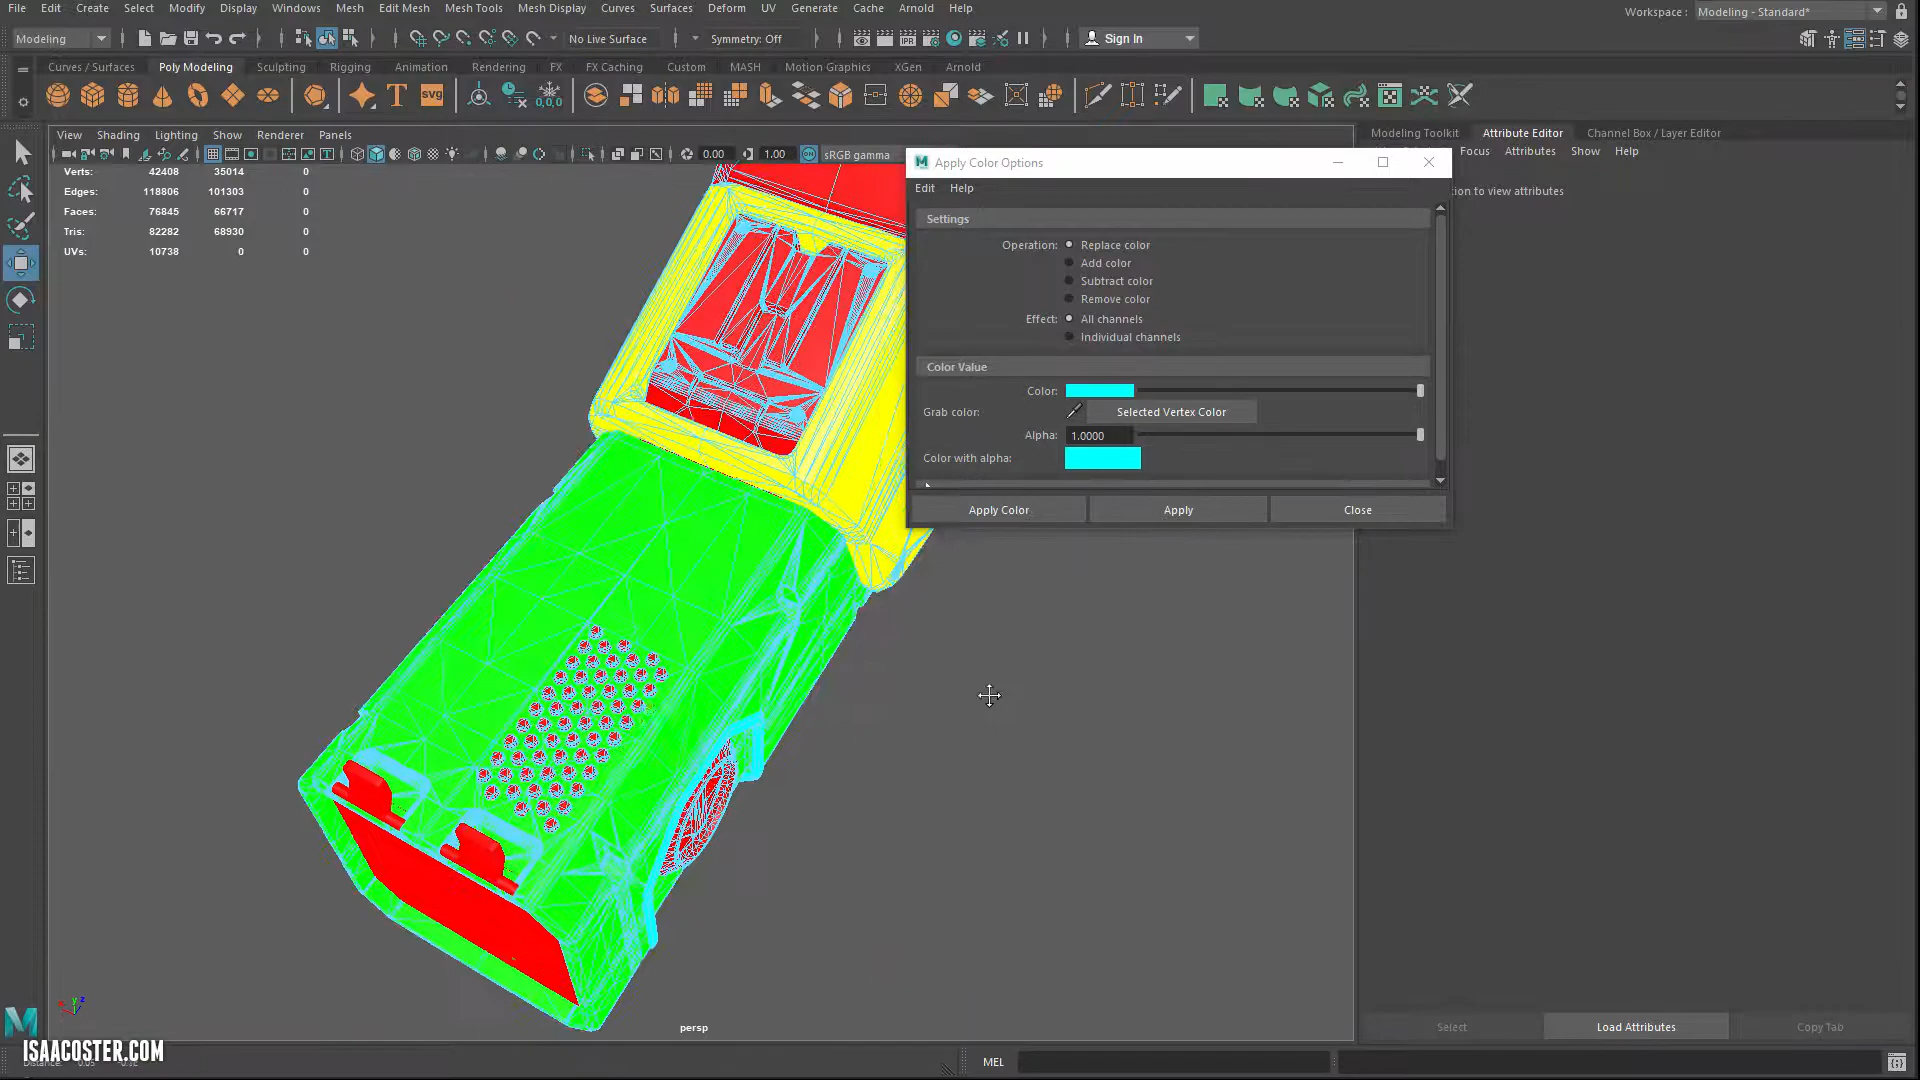 File Edit Create Select Modify Display Windows Mesh Edit Mesh Mesh Tools Mesh Display Curves Surfaces Deform UV Generate Cache Arnold Help
Workspace : Modeling - Standard*
Modeling No Live Surface Symmetry: Off Sign In
Curves / Surfaces Poly Modeling Sculpting Rigging Animation Rendering FX FX Caching Custom MASH Motion Graphics XGen Arnold
T svg 0,0,0
View Shading Lighting Show Renderer Panels
0.00 1.00 sRGB gamma
Modeling Toolkit Attribute Editor Channel Box / Layer Editor
Focus Attributes Show Help
ion to view attributes
Verts: 42408 35014 0
Edges: 118806 101303 0
Faces: 76845 66717 0
Tris: 82282 68930 0
UVs: 10738 0 0
Apply Color Options
Edit Help
Settings
Operation: Replace color
Add color
Subtract color
Remove color
Effect: All channels
Individual channels
Color Value
Color:
Grab color: Selected Vertex Color
Alpha: 1.0000
Color with alpha:
Apply Color Apply Close
persp
Select Load Attributes Copy Tab
ISAACOSTER.COM
MEL